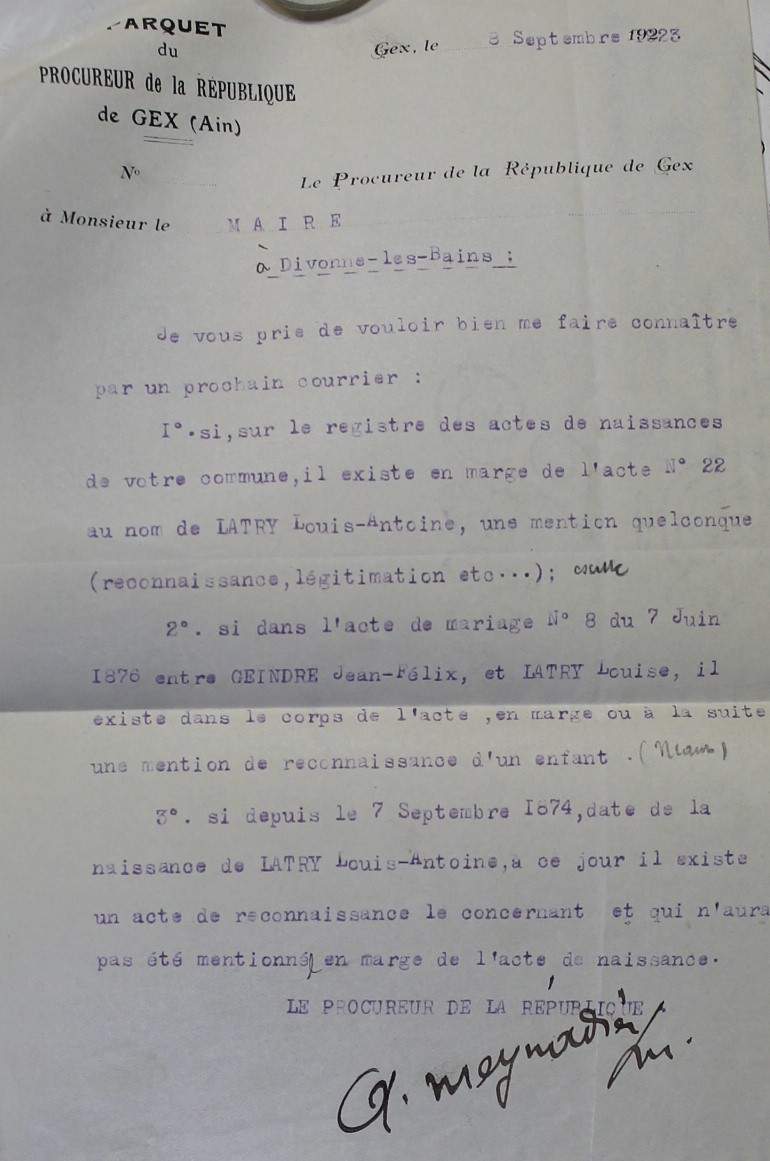 PARQUET
du
PROCUREUR de la RÉPUBLIQUE
de GEX (Ain)
Gex, le 8 Septembre 19223
No
Le Procureur de la République de Gex
à Monsieur le MAIRE
à Divonne-les-Bains ;
Je vous prie de vouloir bien me faire connaître
par un prochain courrier :
I°.si,sur le registre des actes de naissances
de votre commune,il existe en marge de l'acte N° 22
au nom de LATRY Louis-Antoine, une mention quelconque
(reconnaissance,légitimation etc...);
2°. si dans l'acte de mariage N° 8 du 7 Juin
I876 entre GEINDRE Jean-Félix, et LATRY Louise, il
existe dans le corps de l'acte ,en marge ou à la suite
une mention de reconnaissance d'un enfant . (Néant)
3°. si depuis le 7 Septembre I874,date de la
naissance de LATRY Louis-Antoine,a ce jour il existe
un acte de reconnaissance le concernant et qui n'aura
pas été mentionné en marge de l'acte de naissance.
LE PROCUREUR DE LA RÉPUBLIQUE .